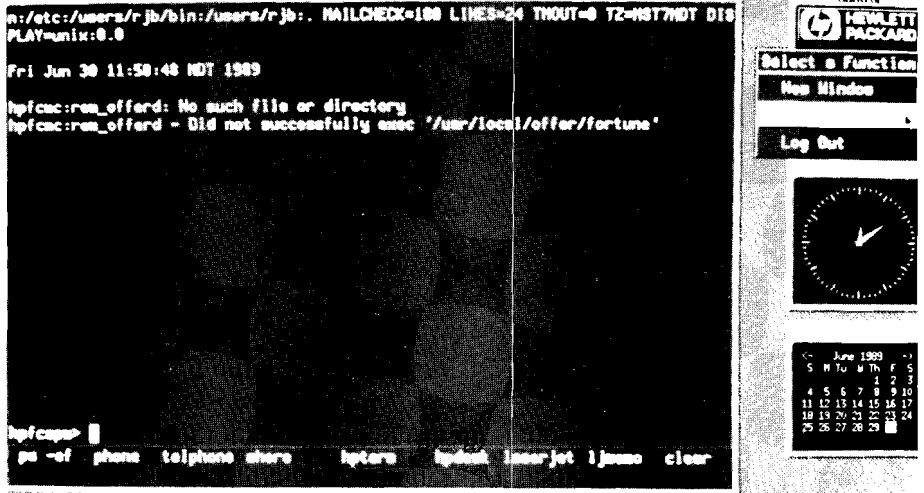 n:/etc:/users/rjb/bin:/users/rjb:. MAILCHECK=180 LINES=24 TMOUT=0 TZ=MST7MDT DIS
PLAY=unix:0.0
Fri Jun 30 11:50:48 MDT 1989
hpfcmc:rem_offerd: No such file or directory
hpfcmc:rem_offerd - Did not successfully exec '/usr/local/offer/fortune'
hpfcops>
ps -ef phone telphone where hpterm hpdesk laserjet ljmemo clear
HEWLETT
PACKARD
Select a Function
New Window
Log Out
<- June 1989 ->
S M Tu W Th F S
1 2 3
4 5 6 7 8 9 10
11 12 13 14 15 16 17
18 19 20 21 22 23 24
25 26 27 28 29